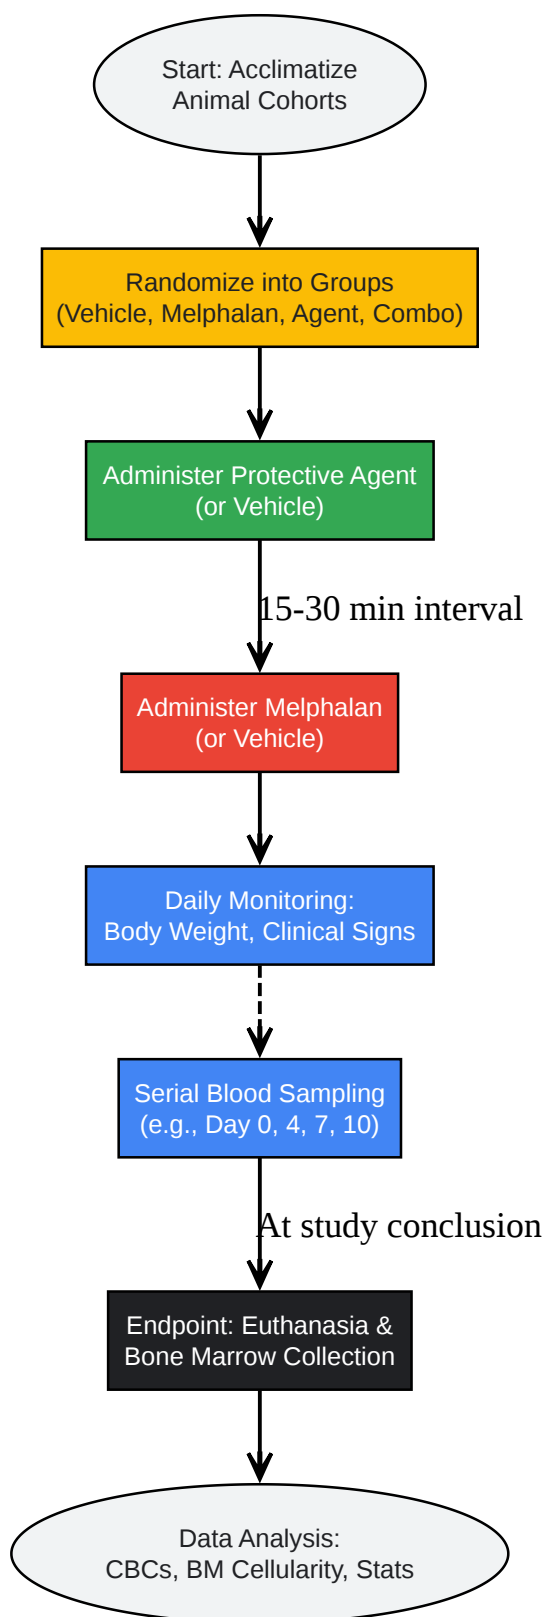 Start: Acclimatize
Animal Cohorts
Randomize into Groups
(Vehicle, Melphalan, Agent, Combo)
Administer Protective Agent
(or Vehicle)
15-30 min interval
Administer Melphalan
(or Vehicle)
Daily Monitoring:
Body Weight, Clinical Signs
Serial Blood Sampling
(e.g., Day 0, 4, 7, 10)
At study conclusion
Endpoint: Euthanasia &
Bone Marrow Collection
Data Analysis:
CBCs, BM Cellularity, Stats